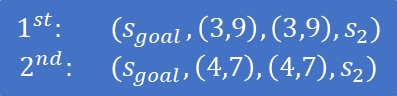 1st: (s_goal, (3,9), (3,9), s_2)
2nd: (s_goal, (4,7), (4,7), s_2)